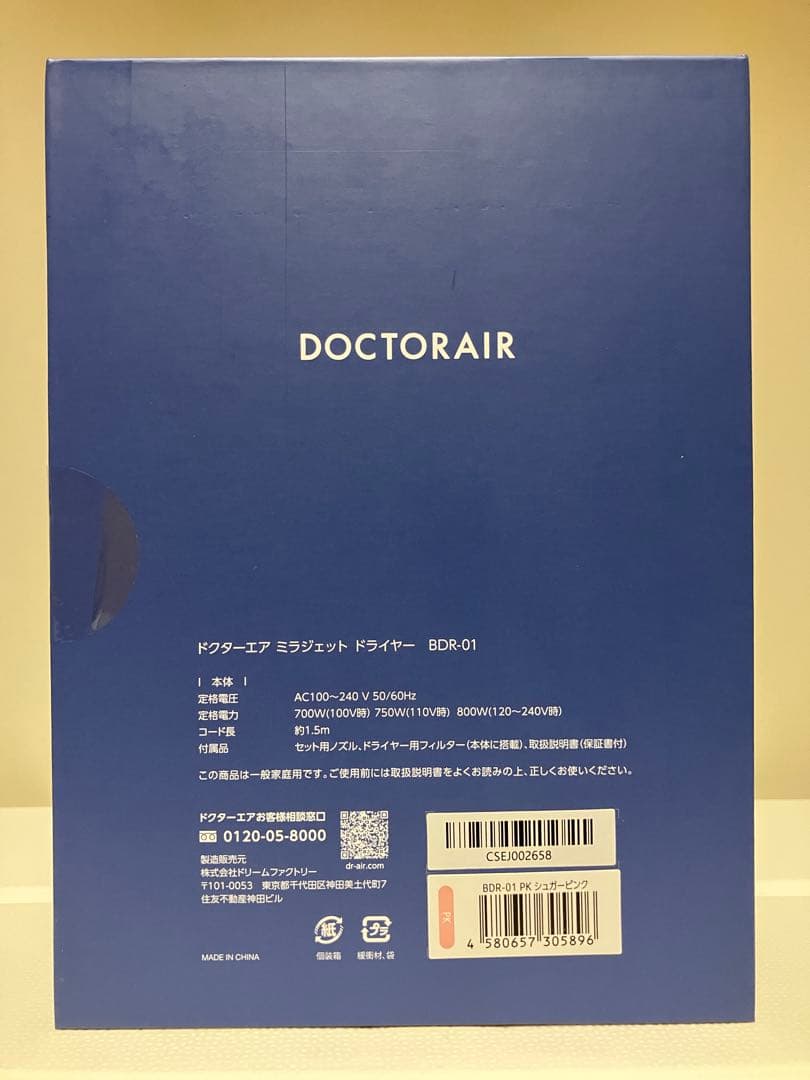 DOCTORAIR
ドクターエア ミラジェット ドライヤー BDR-01
| 本体 |
定格電圧 AC100～240 V 50/60Hz
定格電力 700W(100V時) 750W(110V時) 800W(120～240V時)
コード長 約1.5m
付属品 セット用ノズル、ドライヤー用フィルター(本体に搭載)、取扱説明書(保証書付)
この商品は一般家庭用です。ご使用前には取扱説明書をよくお読みの上、正しくお使いください。
ドクターエアお客様相談窓口
0120-05-8000
dr-air.com
製造販売元
株式会社ドリームファクトリー
〒101-0053 東京都千代田区神田美土代町7
住友不動産神田ビル
MADE IN CHINA
紙
個装箱
プラ
緩衝材、袋
CSEJ002658
BDR-01 PK シュガーピンク
PK
4 580657 305896